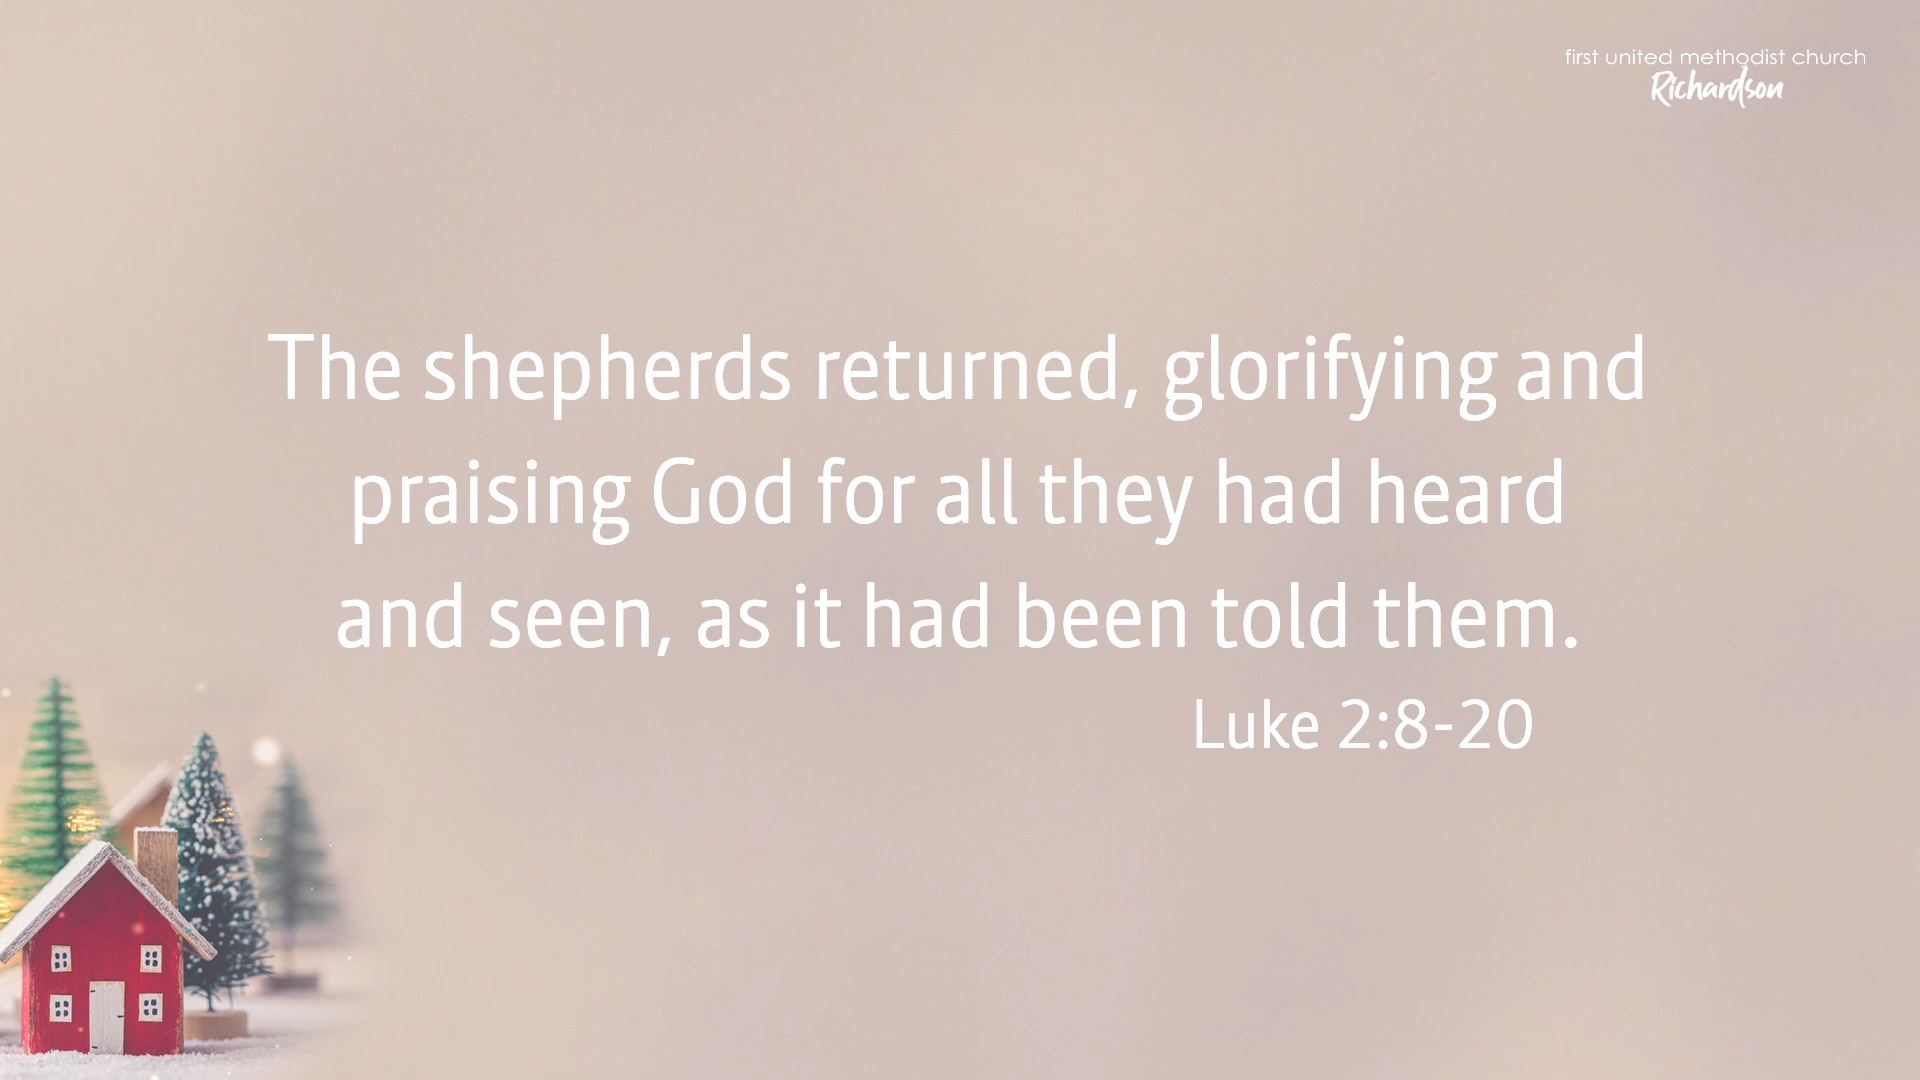 first united methodist church
Richardson
The shepherds returned, glorifying and
praising God for all they had heard
and seen, as it had been told them.
Luke 2:8-20